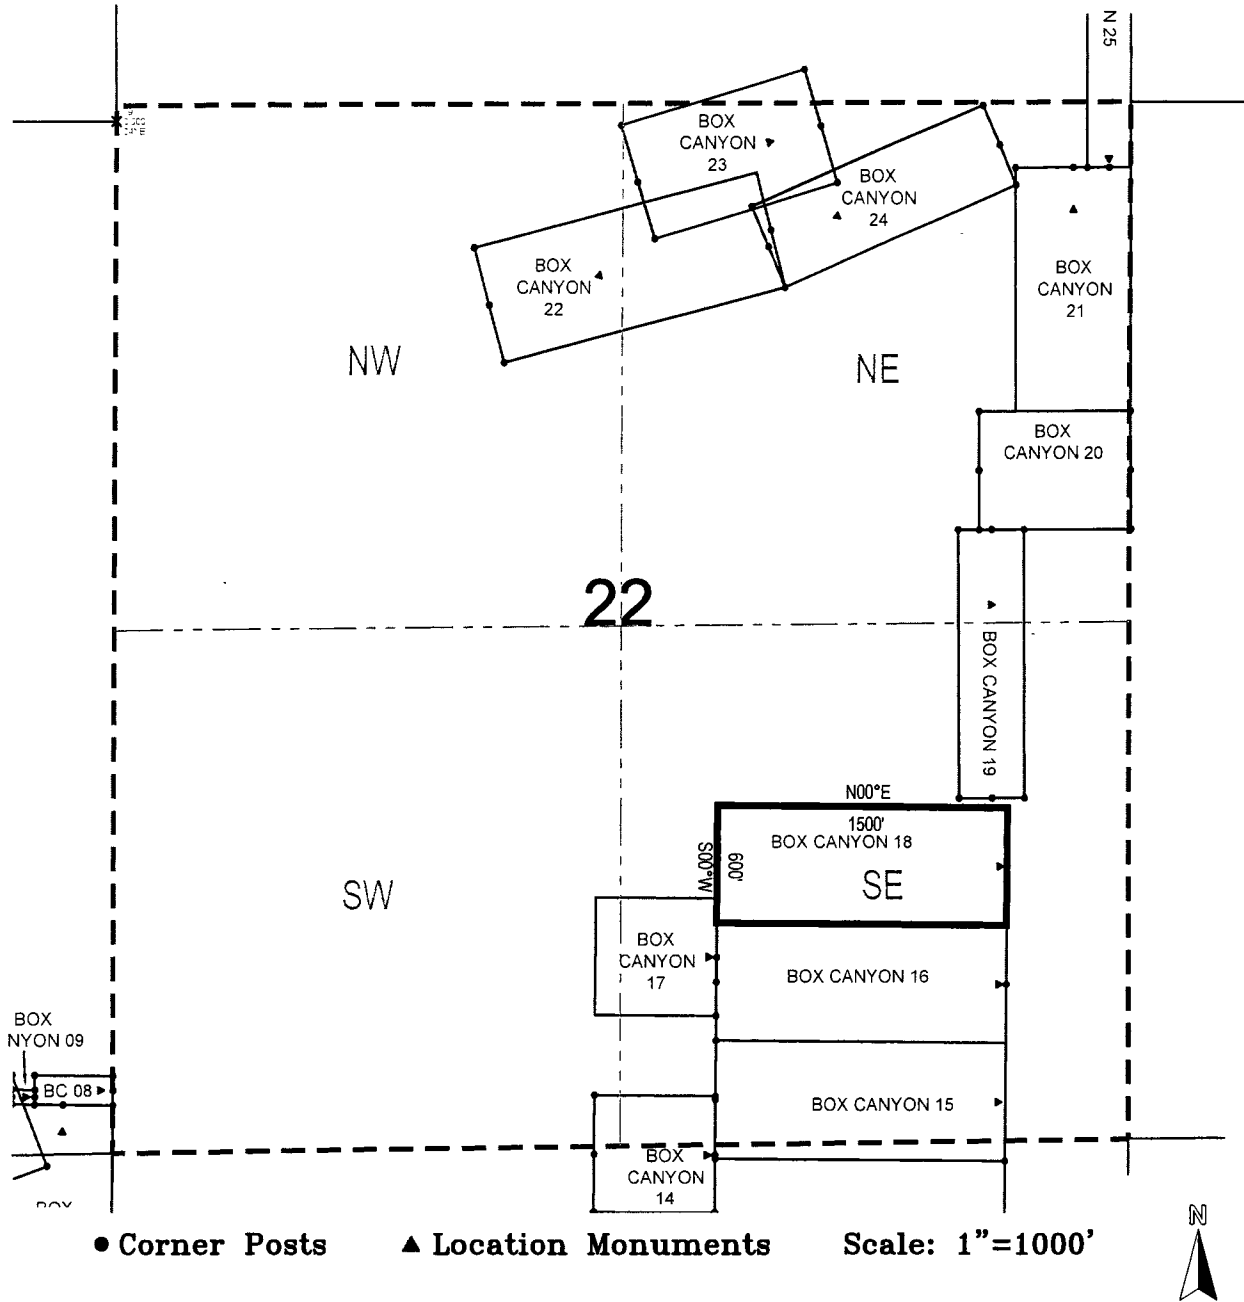 N 25
BOX
CANYON
23
BOX
CANYON
24
BOX
CANYON
22
BOX
CANYON
21
NW
NE
BOX
CANYON 20
22
BOX CANYON 19
N00°E
1500'
BOX CANYON 18
S00°W
600'
SE
SW
BOX
CANYON
17
BOX CANYON 16
BOX
NYON 09
BC 08
BOX CANYON 15
BOX
CANYON
14
BOX
N
Corner Posts
Location Monuments
Scale: 1"=1000'